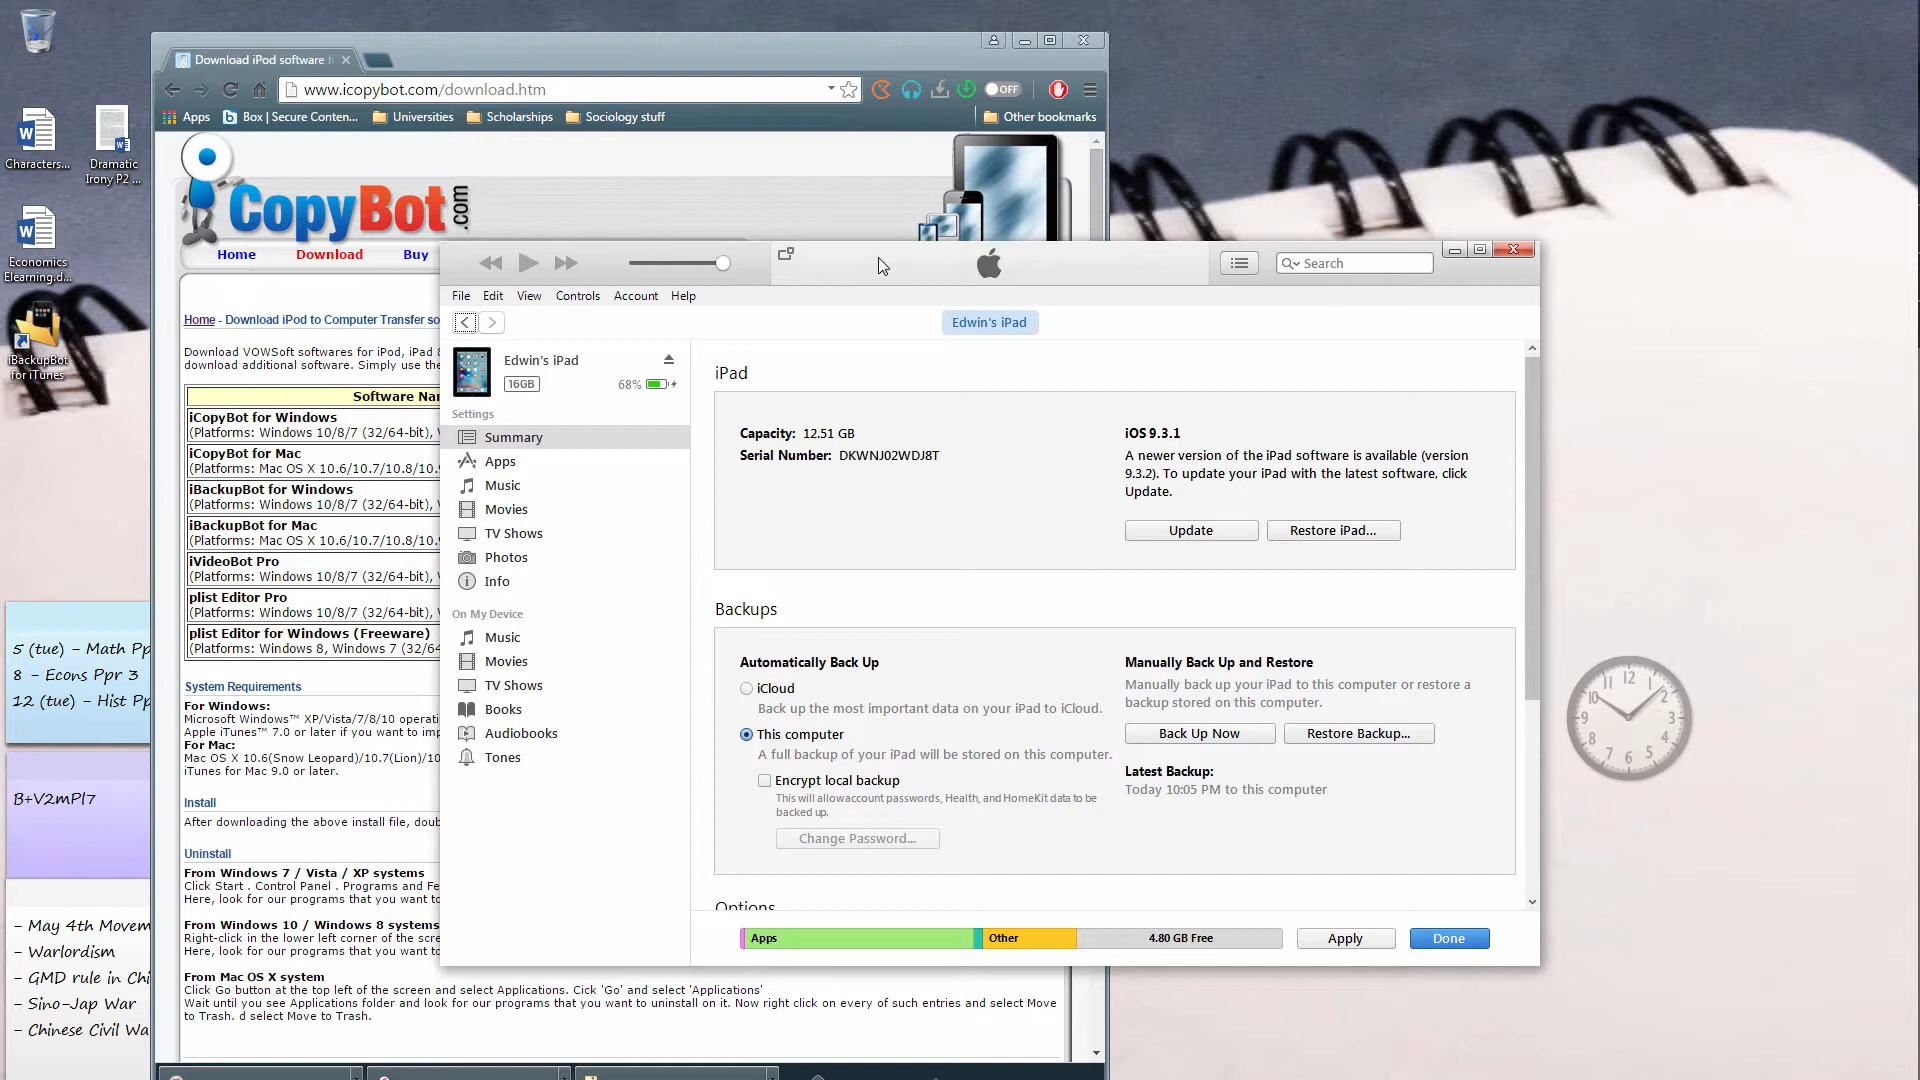 Download iPod software f
www.icopybot.com/download.htm
OFF
Apps
Box | Secure Conten...
Universities
Scholarships
Sociology stuff
Other bookmarks
Characters...
Dramatic
Irony P2 ...
Economics
Elearning.d...
iBackupBot
for iTunes
CopyBot.com
Home
Download
Buy
Home - Download iPod to Computer Transfer so
Download VOWSoft softwares for iPod, iPad &
download additional software. Simply use the
Software Na
iCopyBot for Windows
(Platforms: Windows 10/8/7 (32/64-bit), V
iCopyBot for Mac
(Platforms: Mac OS X 10.6/10.7/10.8/10.9
iBackupBot for Windows
(Platforms: Windows 10/8/7 (32/64-bit), V
iBackupBot for Mac
(Platforms: Mac OS X 10.6/10.7/10.8/10.9
iVideoBot Pro
(Platforms: Windows 10/8/7 (32/64-bit), V
plist Editor Pro
(Platforms: Windows 10/8/7 (32/64-bit), V
plist Editor for Windows (Freeware)
(Platforms: Windows 8, Windows 7 (32/64
System Requirements
For Windows:
Microsoft Windows™ XP/Vista/7/8/10 operati
Apple iTunes™ 7.0 or later if you want to imp
For Mac:
Mac OS X 10.6(Snow Leopard)/10.7(Lion)/10
iTunes for Mac 9.0 or later.
Install
After downloading the above install file, doub
Uninstall
From Windows 7 / Vista / XP systems
Click Start . Control Panel . Programs and Fe
Here, look for our programs that you want to
From Windows 10 / Windows 8 systems
Right-click in the lower left corner of the scre
Here, look for our programs that you want to
From Mac OS X system
Click Go button at the top left of the screen and select Applications. Cick 'Go' and select 'Applications'
Wait until you see Applications folder and look for our programs that you want to uninstall on it. Now right click on every of such entries and select Move
to Trash. d select Move to Trash.
5 (tue) - Math Pp
8 - Econs Ppr 3
12 (tue) - Hist Pp
B+V2mPl7
- May 4th Movem
- Warlordism
- GMD rule in Chi
- Sino-Jap War
- Chinese Civil Wa
Search
File
Edit
View
Controls
Account
Help
Edwin's iPad
Edwin's iPad
16GB
68%
Settings
Summary
Apps
Music
Movies
TV Shows
Photos
Info
On My Device
Music
Movies
TV Shows
Books
Audiobooks
Tones
iPad
Capacity: 12.51 GB
Serial Number: DKWNJ02WDJ8T
iOS 9.3.1
A newer version of the iPad software is available (version
9.3.2). To update your iPad with the latest software, click
Update.
Update
Restore iPad...
Backups
Automatically Back Up
iCloud
Back up the most important data on your iPad to iCloud.
This computer
A full backup of your iPad will be stored on this computer.
Encrypt local backup
This will allow account passwords, Health, and HomeKit data to be
backed up.
Change Password...
Manually Back Up and Restore
Manually back up your iPad to this computer or restore a
backup stored on this computer.
Back Up Now
Restore Backup...
Latest Backup:
Today 10:05 PM to this computer
Options
Apps
Other
4.80 GB Free
Apply
Done
12
1
2
3
4
5
6
7
8
9
10
11